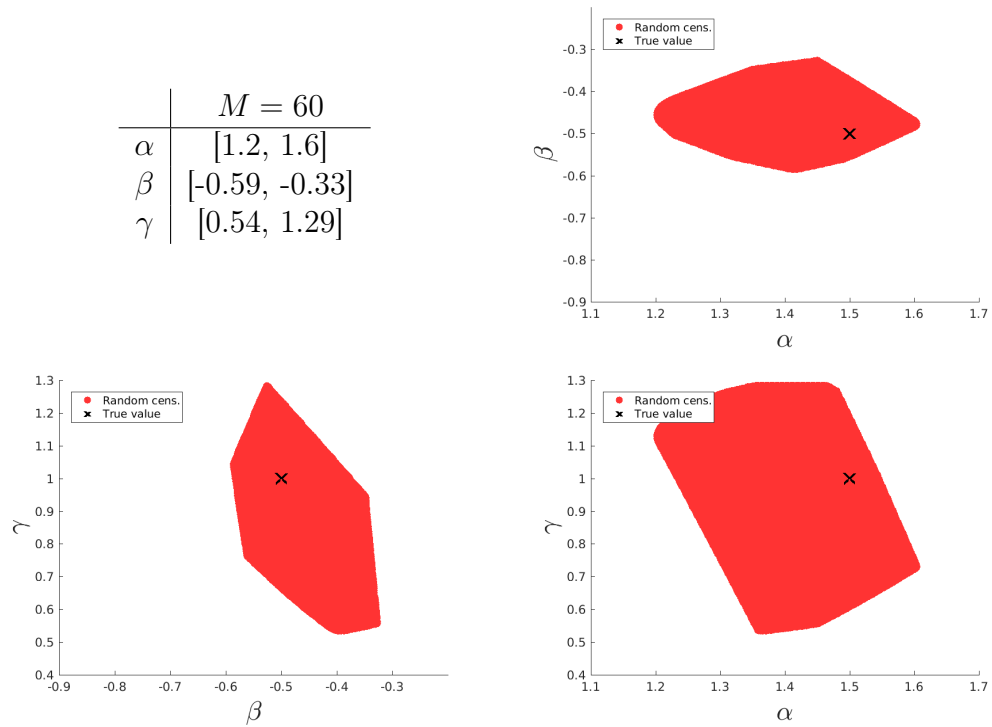 M = 60
α [1.2, 1.6]
β [-0.59, -0.33]
γ [0.54, 1.29]
Random cens.
True value
-0.3
-0.4
-0.5
-0.6
-0.7
-0.8
-0.9
β
1.1 1.2 1.3 1.4 1.5 1.6 1.7
α
Random cens.
True value
1.3
1.2
1.1
1
0.9
0.8
0.7
0.6
0.5
0.4
γ
-0.9 -0.8 -0.7 -0.6 -0.5 -0.4 -0.3
β
Random cens.
True value
1.3
1.2
1.1
1
0.9
0.8
0.7
0.6
0.5
0.4
γ
1.1 1.2 1.3 1.4 1.5 1.6 1.7
α